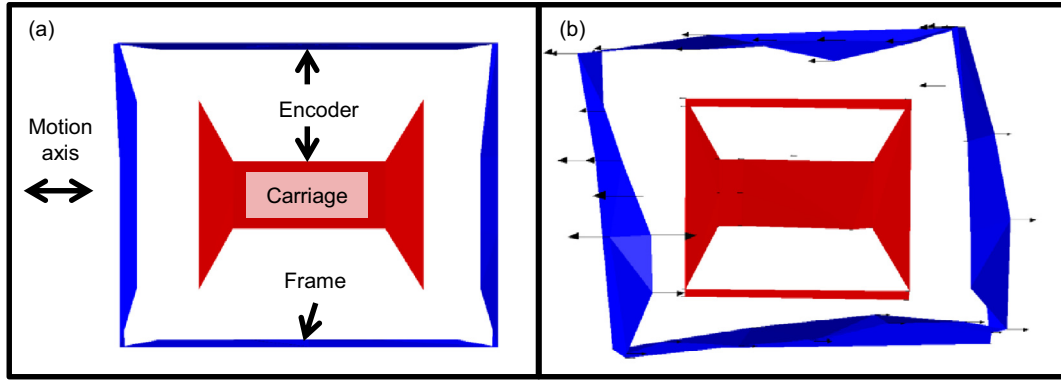 (a)
Encoder
Motion
axis
Carriage
Frame
(b)